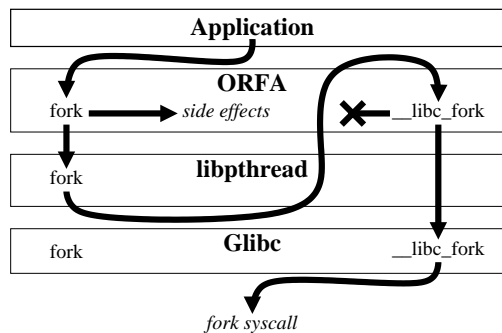 Application
ORFA
fork
side effects
__libc_fork
libpthread
fork
Glibc
fork
__libc_fork
fork syscall